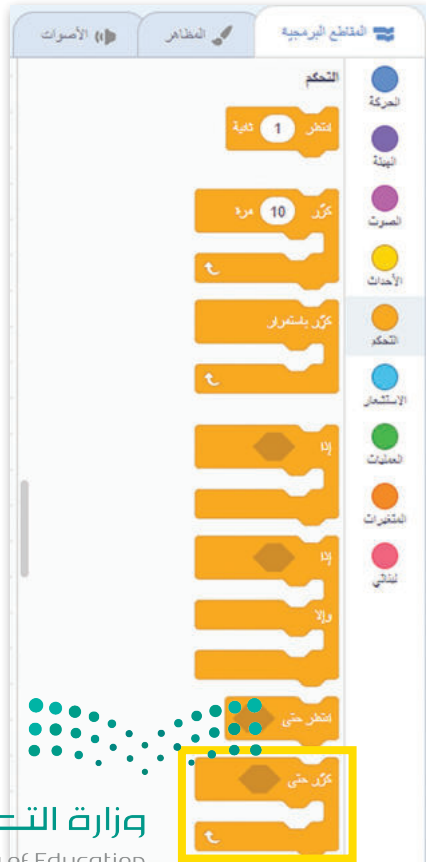 المقاطع البرمجية
المظاهر
الأصوات
الحركة
الهيئة
الصوت
الأحداث
التحكم
الاستشعار
العمليات
المتغيرات
لبناتي
التحكم
انتظر 1 ثانية
كرّر 10 مرة
كرّر باستمرار
إذا
إذا
وإلا
انتظر حتى
كرّر حتى
of Education
وزارة